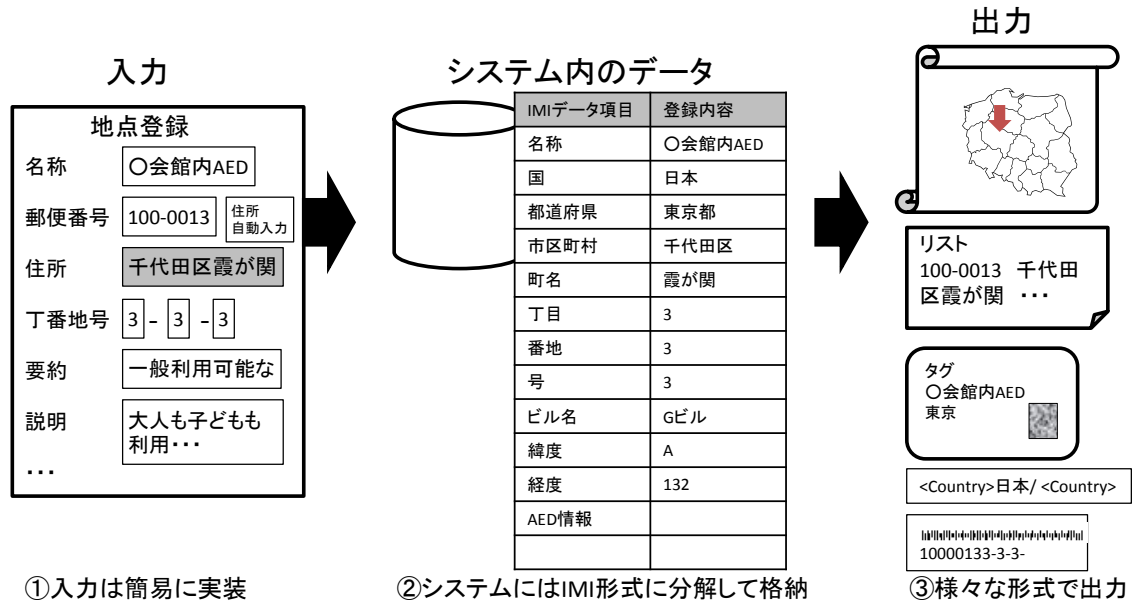 入力
地点登録
名称 〇会館内AED
郵便番号 100-0013 住所
自動入力
住所 千代田区霞が関
丁番地号 3 - 3 - 3
要約 一般利用可能な
説明 大人も子どもも
利用・・・
・・・
①入力は簡易に実装
システム内のデータ
IMIデータ項目 登録内容
名称 〇会館内AED
国 日本
都道府県 東京都
市区町村 千代田区
町名 霞が関
丁目 3
番地 3
号 3
ビル名 Gビル
緯度 A
経度 132
AED情報
②システムにはIMI形式に分解して格納
出力
リスト
100-0013 千代田
区霞が関 ・・・
タグ
〇会館内AED
東京
<Country>日本/ <Country>
10000133-3-3-
③様々な形式で出力